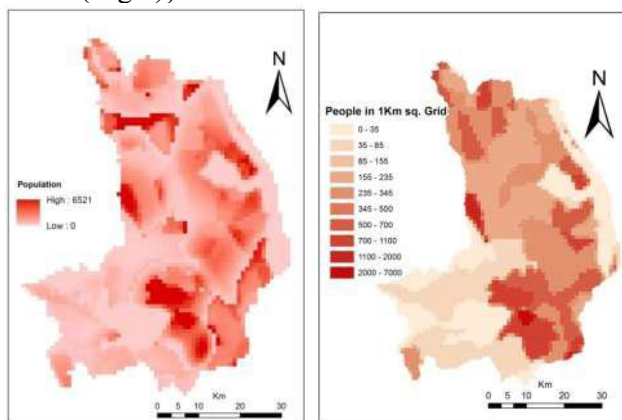 N
Population
High : 6521
Low : 0
Km
0 5 10 20 30
N
People in 1Km sq. Grid
0 - 35
35 - 85
85 - 155
155 - 235
235 - 345
345 - 500
500 - 700
700 - 1100
1100 - 2000
2000 - 7000
Km
0 5 10 20 30